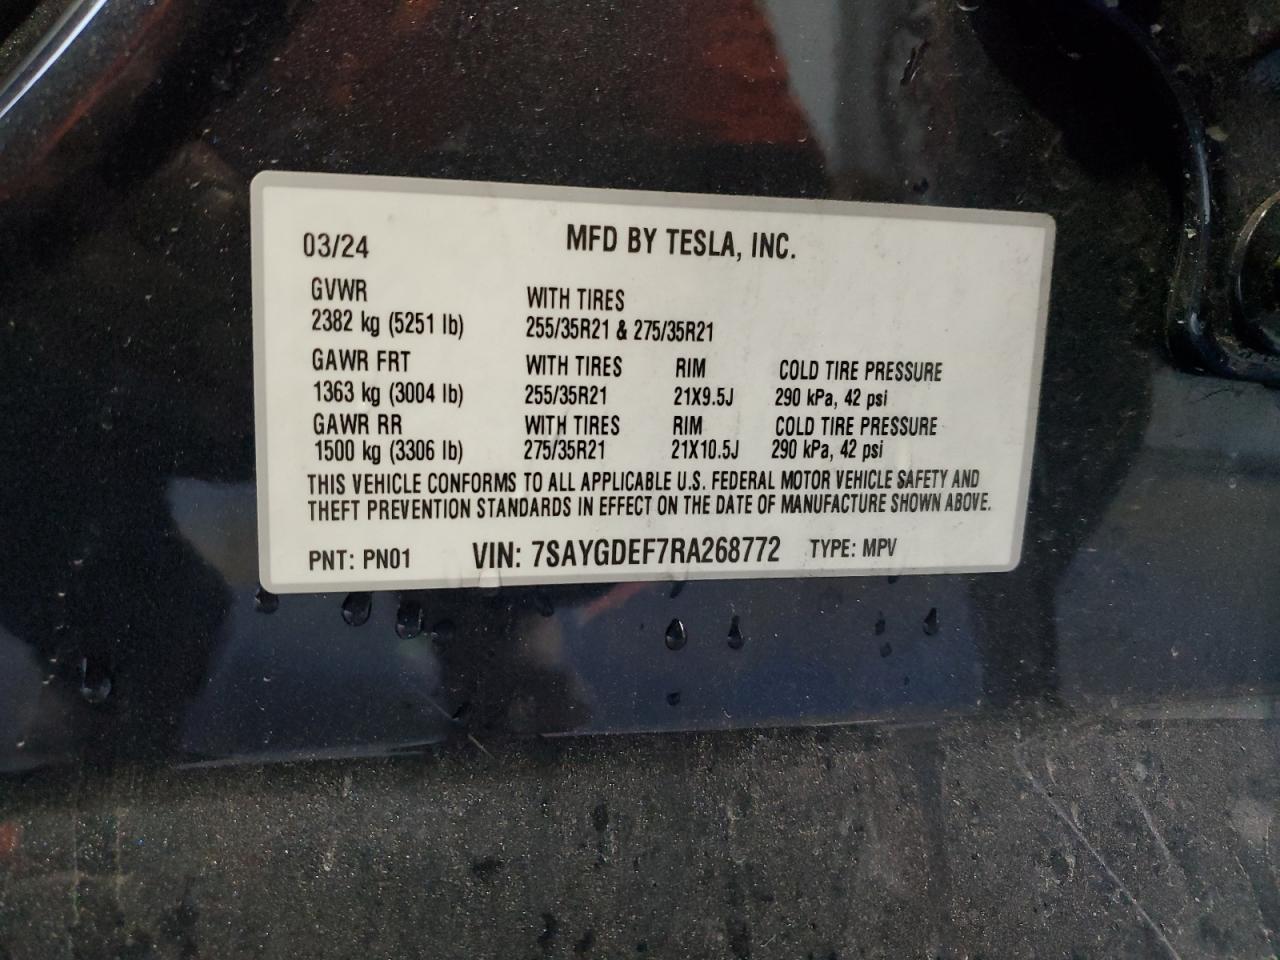 03/24 MFD BY TESLA, INC.
GVWR WITH TIRES
2382 kg (5251 lb) 255/35R21 & 275/35R21
GAWR FRT WITH TIRES RIM COLD TIRE PRESSURE
1363 kg (3004 lb) 255/35R21 21X9.5J 290 kPa, 42 psi
GAWR RR WITH TIRES RIM COLD TIRE PRESSURE
1500 kg (3306 lb) 275/35R21 21X10.5J 290 kPa, 42 psi
THIS VEHICLE CONFORMS TO ALL APPLICABLE U.S. FEDERAL MOTOR VEHICLE SAFETY AND
THEFT PREVENTION STANDARDS IN EFFECT ON THE DATE OF MANUFACTURE SHOWN ABOVE.
PNT: PN01 VIN: 7SAYGDEF7RA268772 TYPE: MPV